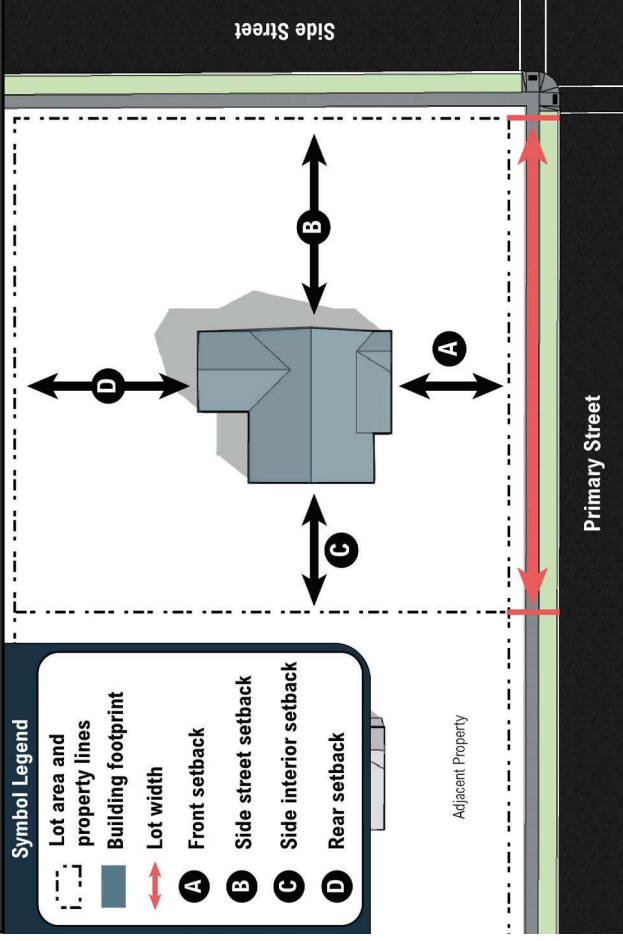 Side Street
B
A
D
C
Primary Street
Symbol Legend
Lot area and
property lines
Building footprint
Lot width
A Front setback
B Side street setback
C Side interior setback
D Rear setback
Adjacent Property